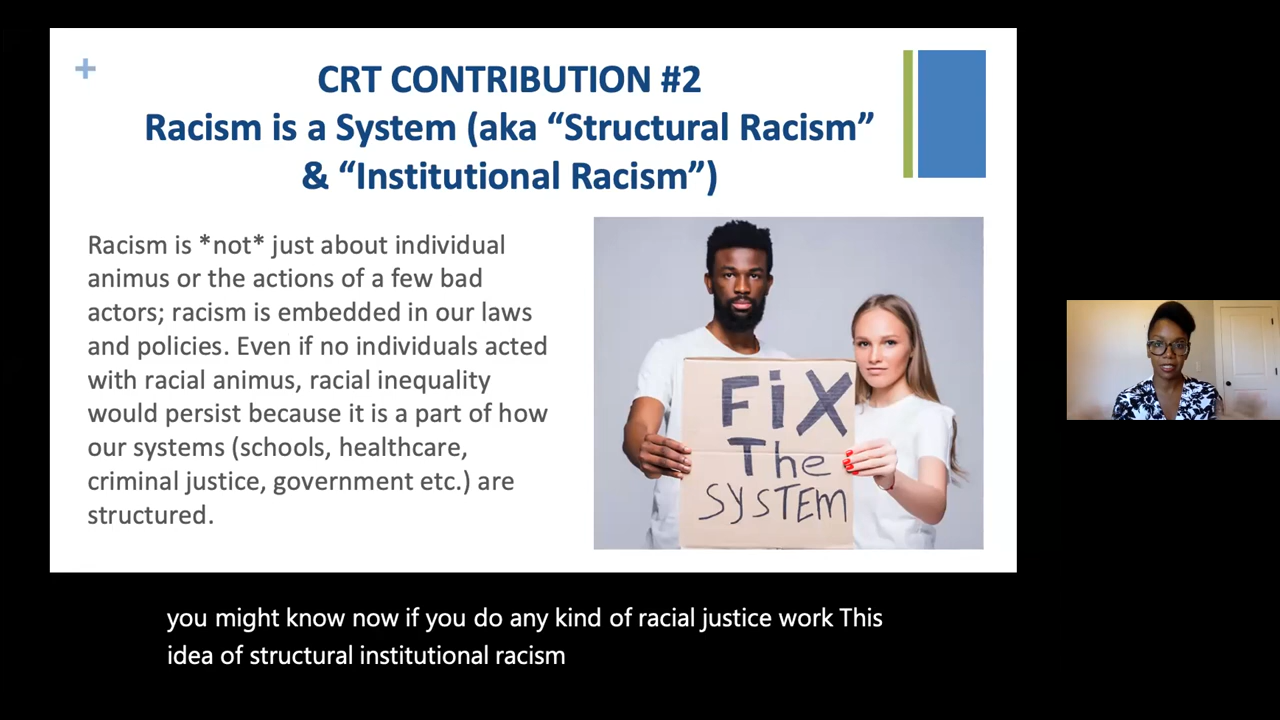 +
CRT CONTRIBUTION #2
Racism is a System (aka “Structural Racism”
& “Institutional Racism”)
Racism is *not* just about individual
animus or the actions of a few bad
actors; racism is embedded in our laws
and policies. Even if no individuals acted
with racial animus, racial inequality
would persist because it is a part of how
our systems (schools, healthcare,
criminal justice, government etc.) are
structured.
FiX
The
SYSTEM
you might know now if you do any kind of racial justice work This
idea of structural institutional racism